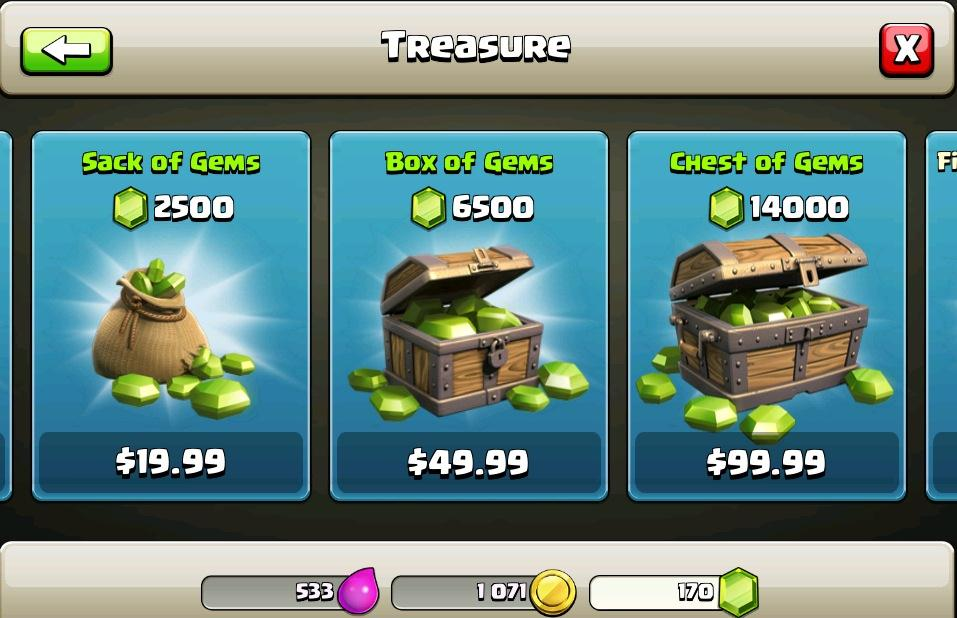 Treasure
X
Sack of Gems
2500
$19.99
Box of Gems
6500
$49.99
Chest of Gems
14000
$99.99
Fi
533
1 071
170